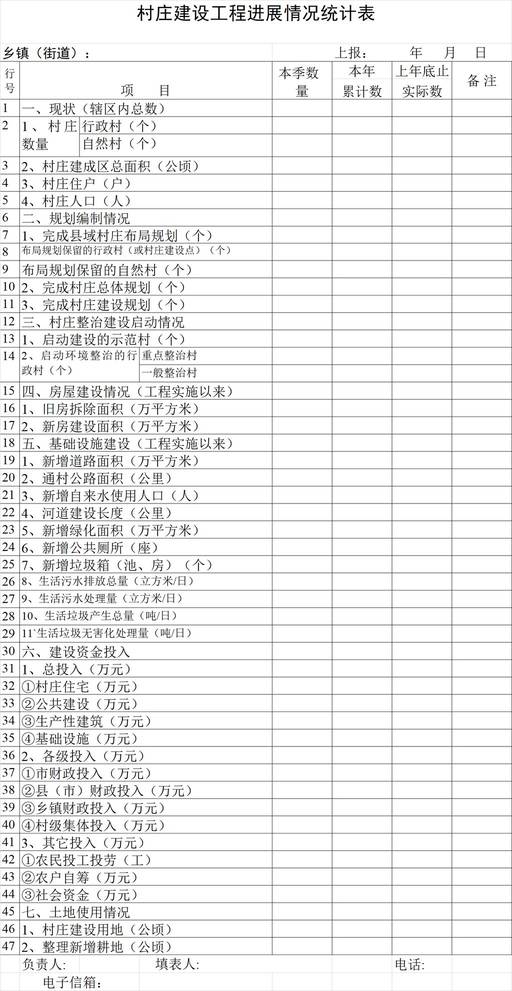 村庄建设工程进展情况统计表
乡镇（街道）： 上报： 年 月 日
行号 项 目 本季数量 本年累计数 上年底止实际数 备 注
1 一、现状（辖区内总数）
2 1、村庄数量 行政村（个）
自然村（个）
3 2、村庄建成区总面积（公顷）
4 3、村庄住户（户）
5 4、村庄人口（人）
6 二、规划编制情况
7 1、完成县域村庄布局规划（个）
8 布局规划保留的行政村（或村庄建设点）（个）
9 布局规划保留的自然村（个）
10 2、完成村庄总体规划（个）
11 3、完成村庄建设规划（个）
12 三、村庄整治建设启动情况
13 1、启动建设的示范村（个）
14 2、启动环境整治的行政村（个） 重点整治村
一般整治村
15 四、房屋建设情况（工程实施以来）
16 1、旧房拆除面积（万平方米）
17 2、新房建设面积（万平方米）
18 五、基础设施建设（工程实施以来）
19 1、新增道路面积（万平方米）
20 2、通村公路面积（公里）
21 3、新增自来水使用人口（人）
22 4、河道建设长度（公里）
23 5、新增绿化面积（万平方米）
24 6、新增公共厕所（座）
25 7、新增垃圾箱（池、房）（个）
26 8、生活污水排放总量（立方米/日）
27 9、生活污水处理量（立方米/日）
28 10、生活垃圾产生总量（吨/日）
29 11`生活垃圾无害化处理量（吨/日）
30 六、建设资金投入
31 1、总投入（万元）
32 ①村庄住宅（万元）
33 ②公共建设（万元）
34 ③生产性建筑（万元）
35 ④基础设施（万元）
36 2、各级投入（万元）
37 ①市财政投入（万元）
38 ②县（市）财政投入（万元）
39 ③乡镇财政投入（万元）
40 ④村级集体投入（万元）
41 3、其它投入（万元）
42 ①农民投工投劳（工）
43 ②农户自筹（万元）
44 ③社会资金（万元）
45 七、土地使用情况
46 1、村庄建设用地（公顷）
47 2、整理新增耕地（公顷）
负责人: 填表人: 电话:
电子信箱: